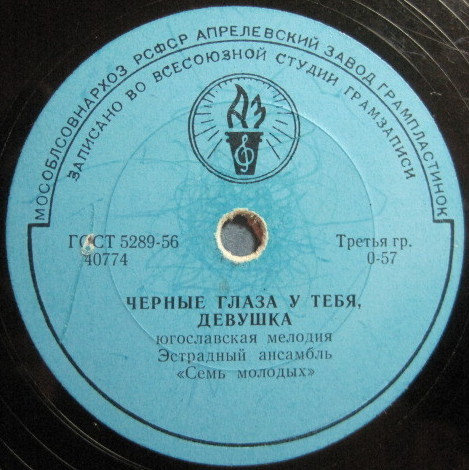 МОСОБЛСОВНАРХОЗ РСФСР АПРЕЛЕВСКИЙ ЗАВОД ГРАМПЛАСТИНОК
ЗАПИСАНО ВО ВСЕСОЮЗНОЙ СТУДИИ ГРАМЗАПИСИ
АЗ
ГОСТ 5289-56
40774
Третья гр.
0-57
ЧЕРНЫЕ ГЛАЗА У ТЕБЯ,
ДЕВУШКА
югославская мелодия
Эстрадный ансамбль
«Семь молодых»